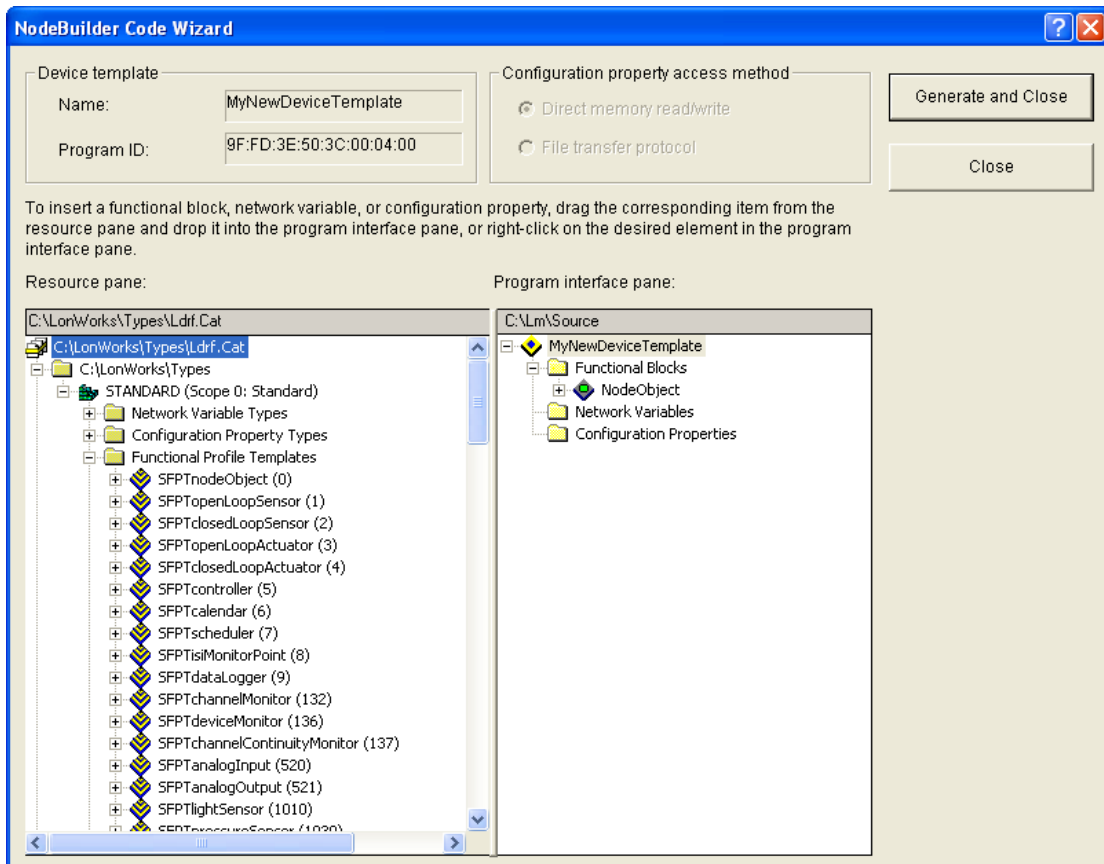 NodeBuilder Code Wizard
Device template
Name: MyNewDeviceTemplate
Program ID: 9F:FD:3E:50:3C:00:04:00
Configuration property access method
Direct memory read/write
File transfer protocol
Generate and Close
Close
To insert a functional block, network variable, or configuration property, drag the corresponding item from the
resource pane and drop it into the program interface pane, or right-click on the desired element in the program
interface pane.
Resource pane:
C:\LonWorks\Types\Ldrf.Cat
C:\LonWorks\Types\Ldrf.Cat
C:\LonWorks\Types
STANDARD (Scope 0: Standard)
Network Variable Types
Configuration Property Types
Functional Profile Templates
SFPTnodeObject (0)
SFPTopenLoopSensor (1)
SFPTclosedLoopSensor (2)
SFPTopenLoopActuator (3)
SFPTclosedLoopActuator (4)
SFPTcontroller (5)
SFPTcalendar (6)
SFPTscheduler (7)
SFPTisiMonitorPoint (8)
SFPTdataLogger (9)
SFPTchannelMonitor (132)
SFPTdeviceMonitor (136)
SFPTchannelContinuityMonitor (137)
SFPTanalogInput (520)
SFPTanalogOutput (521)
SFPTlightSensor (1010)
SFPTpressureSensor (1030)
Program interface pane:
C:\Lm\Source
MyNewDeviceTemplate
Functional Blocks
NodeObject
Network Variables
Configuration Properties